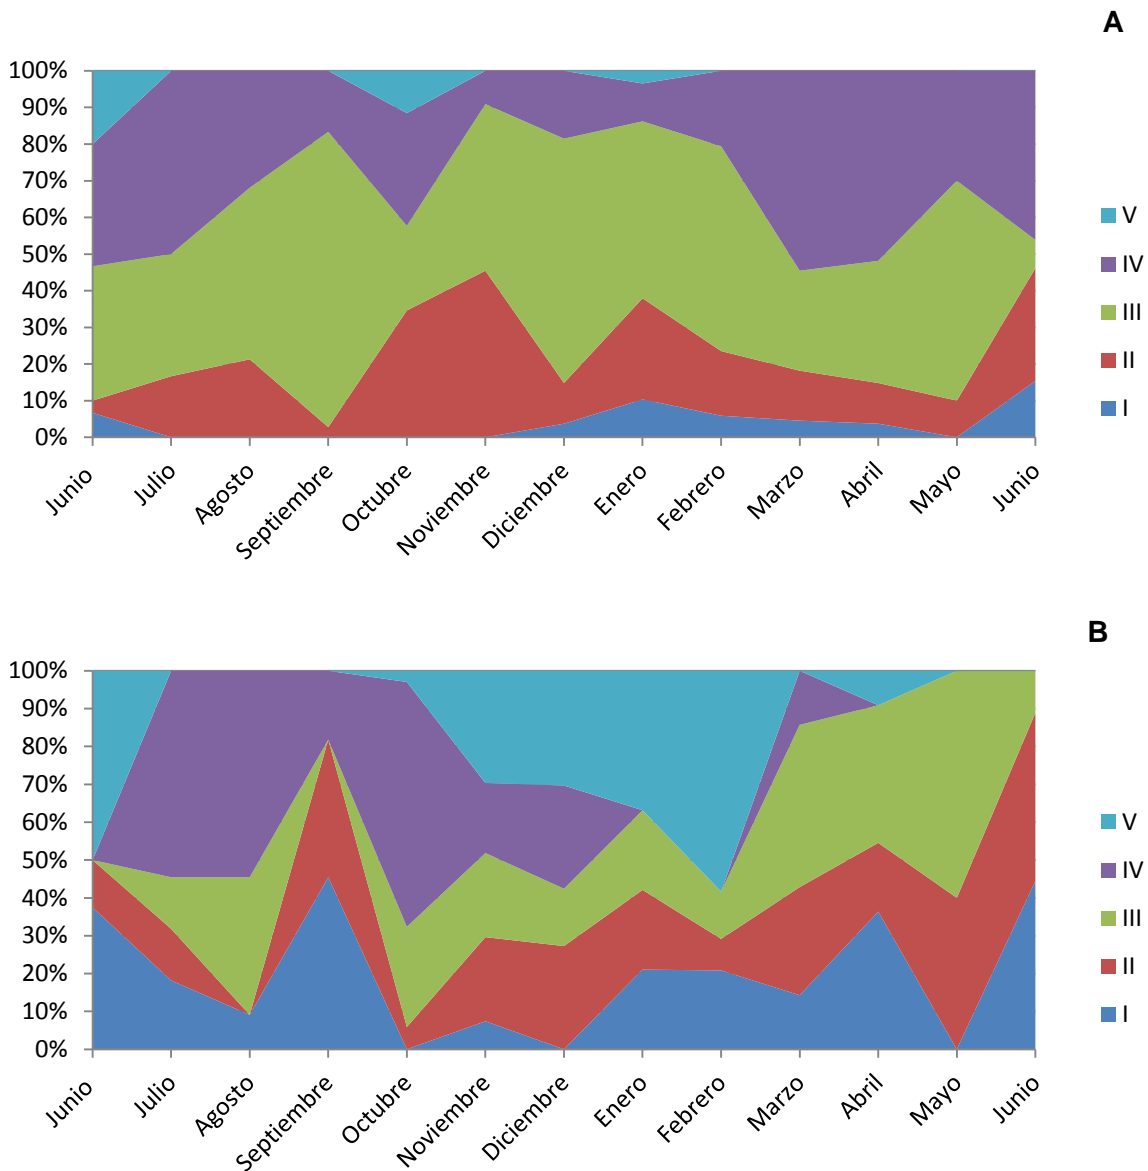 A
100%
90%
80%
70%
60%
50%
40%
30%
20%
10%
0%
V
IV
III
II
I
Junio
Julio
Agosto
Septiembre
Octubre
Noviembre
Diciembre
Enero
Febrero
Marzo
Abril
Mayo
Junio
B
100%
90%
80%
70%
60%
50%
40%
30%
20%
10%
0%
V
IV
III
II
I
Junio
Julio
Agosto
Septiembre
Octubre
Noviembre
Diciembre
Enero
Febrero
Marzo
Abril
Mayo
Junio